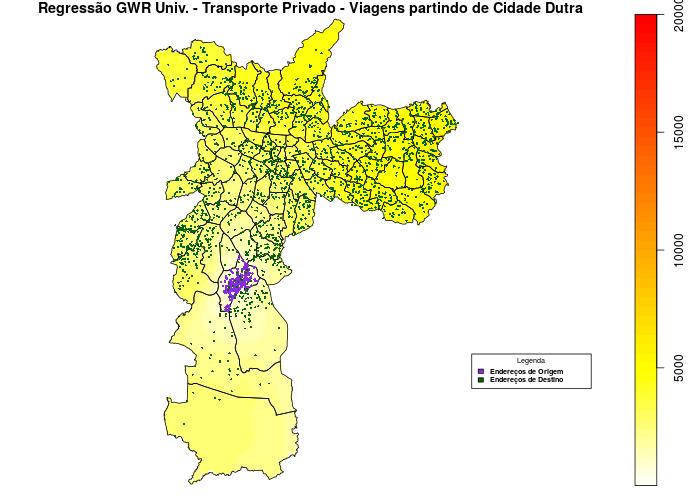 Regressão GWR Univ. - Transporte Privado - Viagens partindo de Cidade Dutra
20000
15000
10000
5000
Legenda
Endereços de Origem
Endereços de Destino